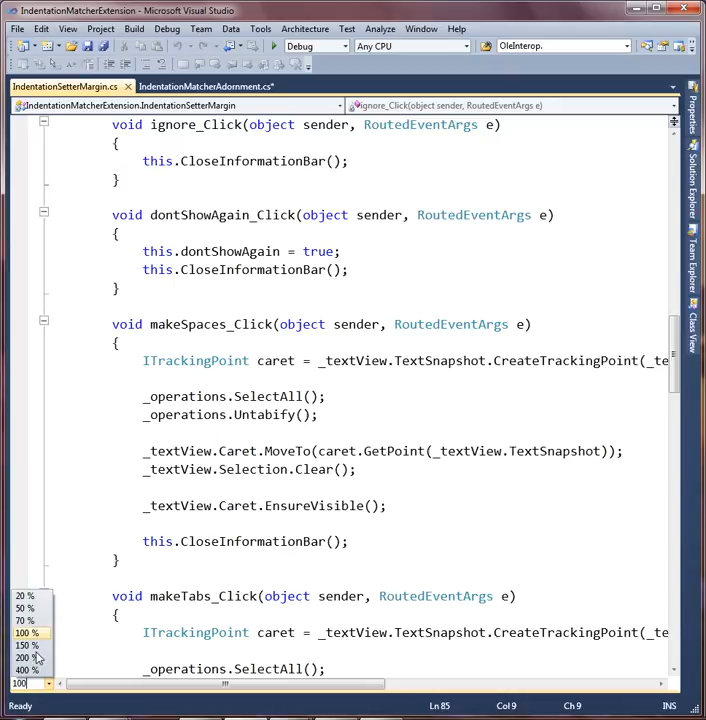 IndentationMatcherExtension - Microsoft Visual Studio
File Edit View Project Build Debug Team Data Tools Architecture Test Analyze Window Help
Debug Any CPU OleInterop.
IndentationSetterMargin.cs IndentationMatcherAdornment.cs*
IndentationMatcherExtension.IndentationSetterMargin ignore_Click(object sender, RoutedEventArgs e)
void ignore_Click(object sender, RoutedEventArgs e)
{
this.CloseInformationBar();
}
void dontShowAgain_Click(object sender, RoutedEventArgs e)
{
this.dontShowAgain = true;
this.CloseInformationBar();
}
void makeSpaces_Click(object sender, RoutedEventArgs e)
{
ITrackingPoint caret = _textView.TextSnapshot.CreateTrackingPoint(_te
_operations.SelectAll();
_operations.Untabify();
_textView.Caret.MoveTo(caret.GetPoint(_textView.TextSnapshot));
_textView.Selection.Clear();
_textView.Caret.EnsureVisible();
this.CloseInformationBar();
}
void makeTabs_Click(object sender, RoutedEventArgs e)
{
ITrackingPoint caret = _textView.TextSnapshot.CreateTrackingPoint(_te
_operations.SelectAll();
20 %
50 %
70 %
100 %
150 %
200 %
400 %
100
Properties
Solution Explorer
Team Explorer
Class View
Ready Ln 85 Col 9 Ch 9 INS